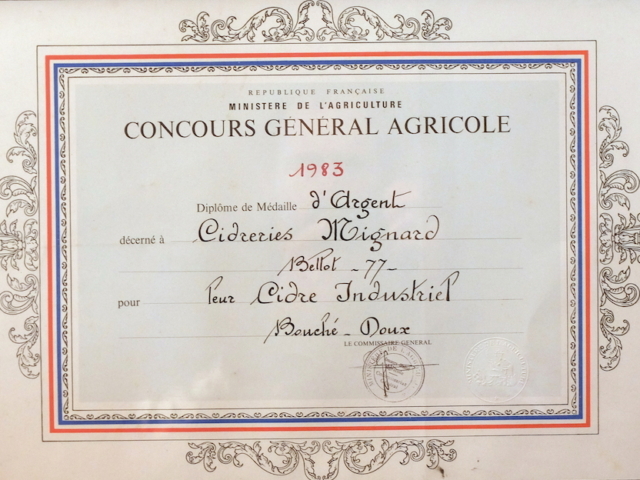 RÉPUBLIQUE FRANÇAISE
MINISTERE DE L'AGRICULTURE
CONCOURS GÉNÉRAL AGRICOLE
1983
Diplôme de Médaille d'Argent
décerné à Cidreries Mignard
Bellot - 77 -
pour leur Cidre Industriel
Bouché - Doux
LE COMMISSAIRE GENERAL